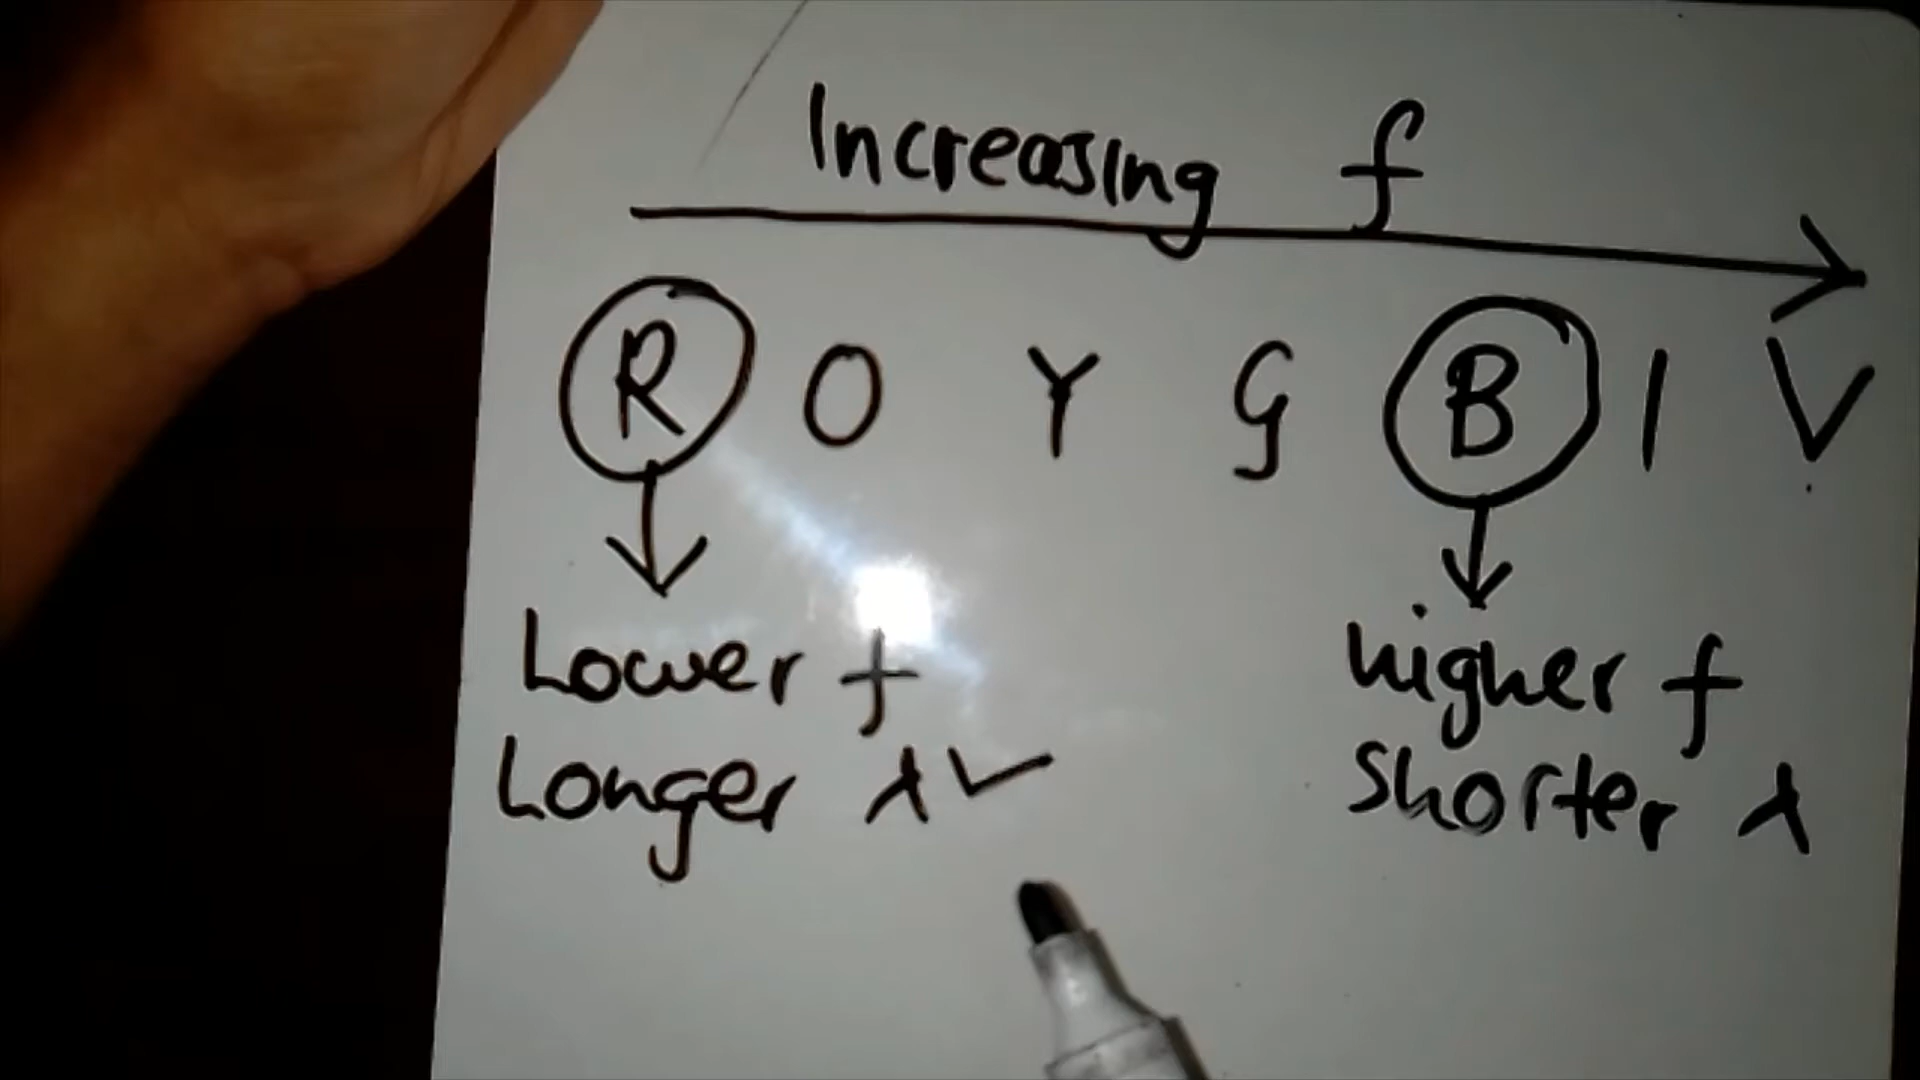 Increasing f
R O Y G B I V
Lower f higher f
Longer λ ✓ shorter λ